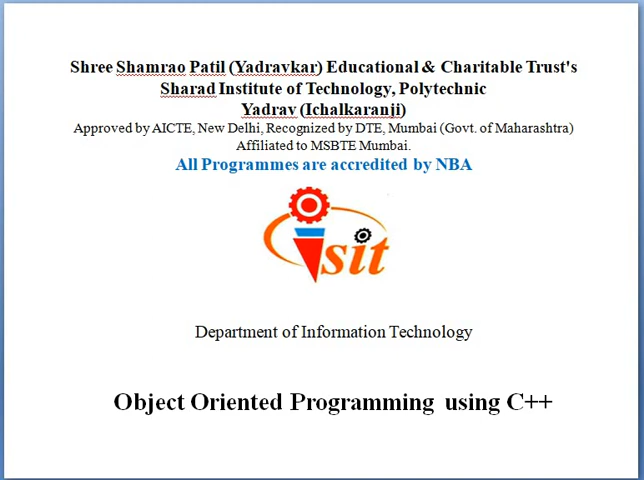 Shree Shamrao Patil (Yadravkar) Educational & Charitable Trust's
Sharad Institute of Technology, Polytechnic
Yadrav (Ichalkaranji)
Approved by AICTE, New Delhi, Recognized by DTE, Mumbai (Govt. of Maharashtra)
Affiliated to MSBTE Mumbai.
All Programmes are accredited by NBA
isit
Department of Information Technology
Object Oriented Programming using C++